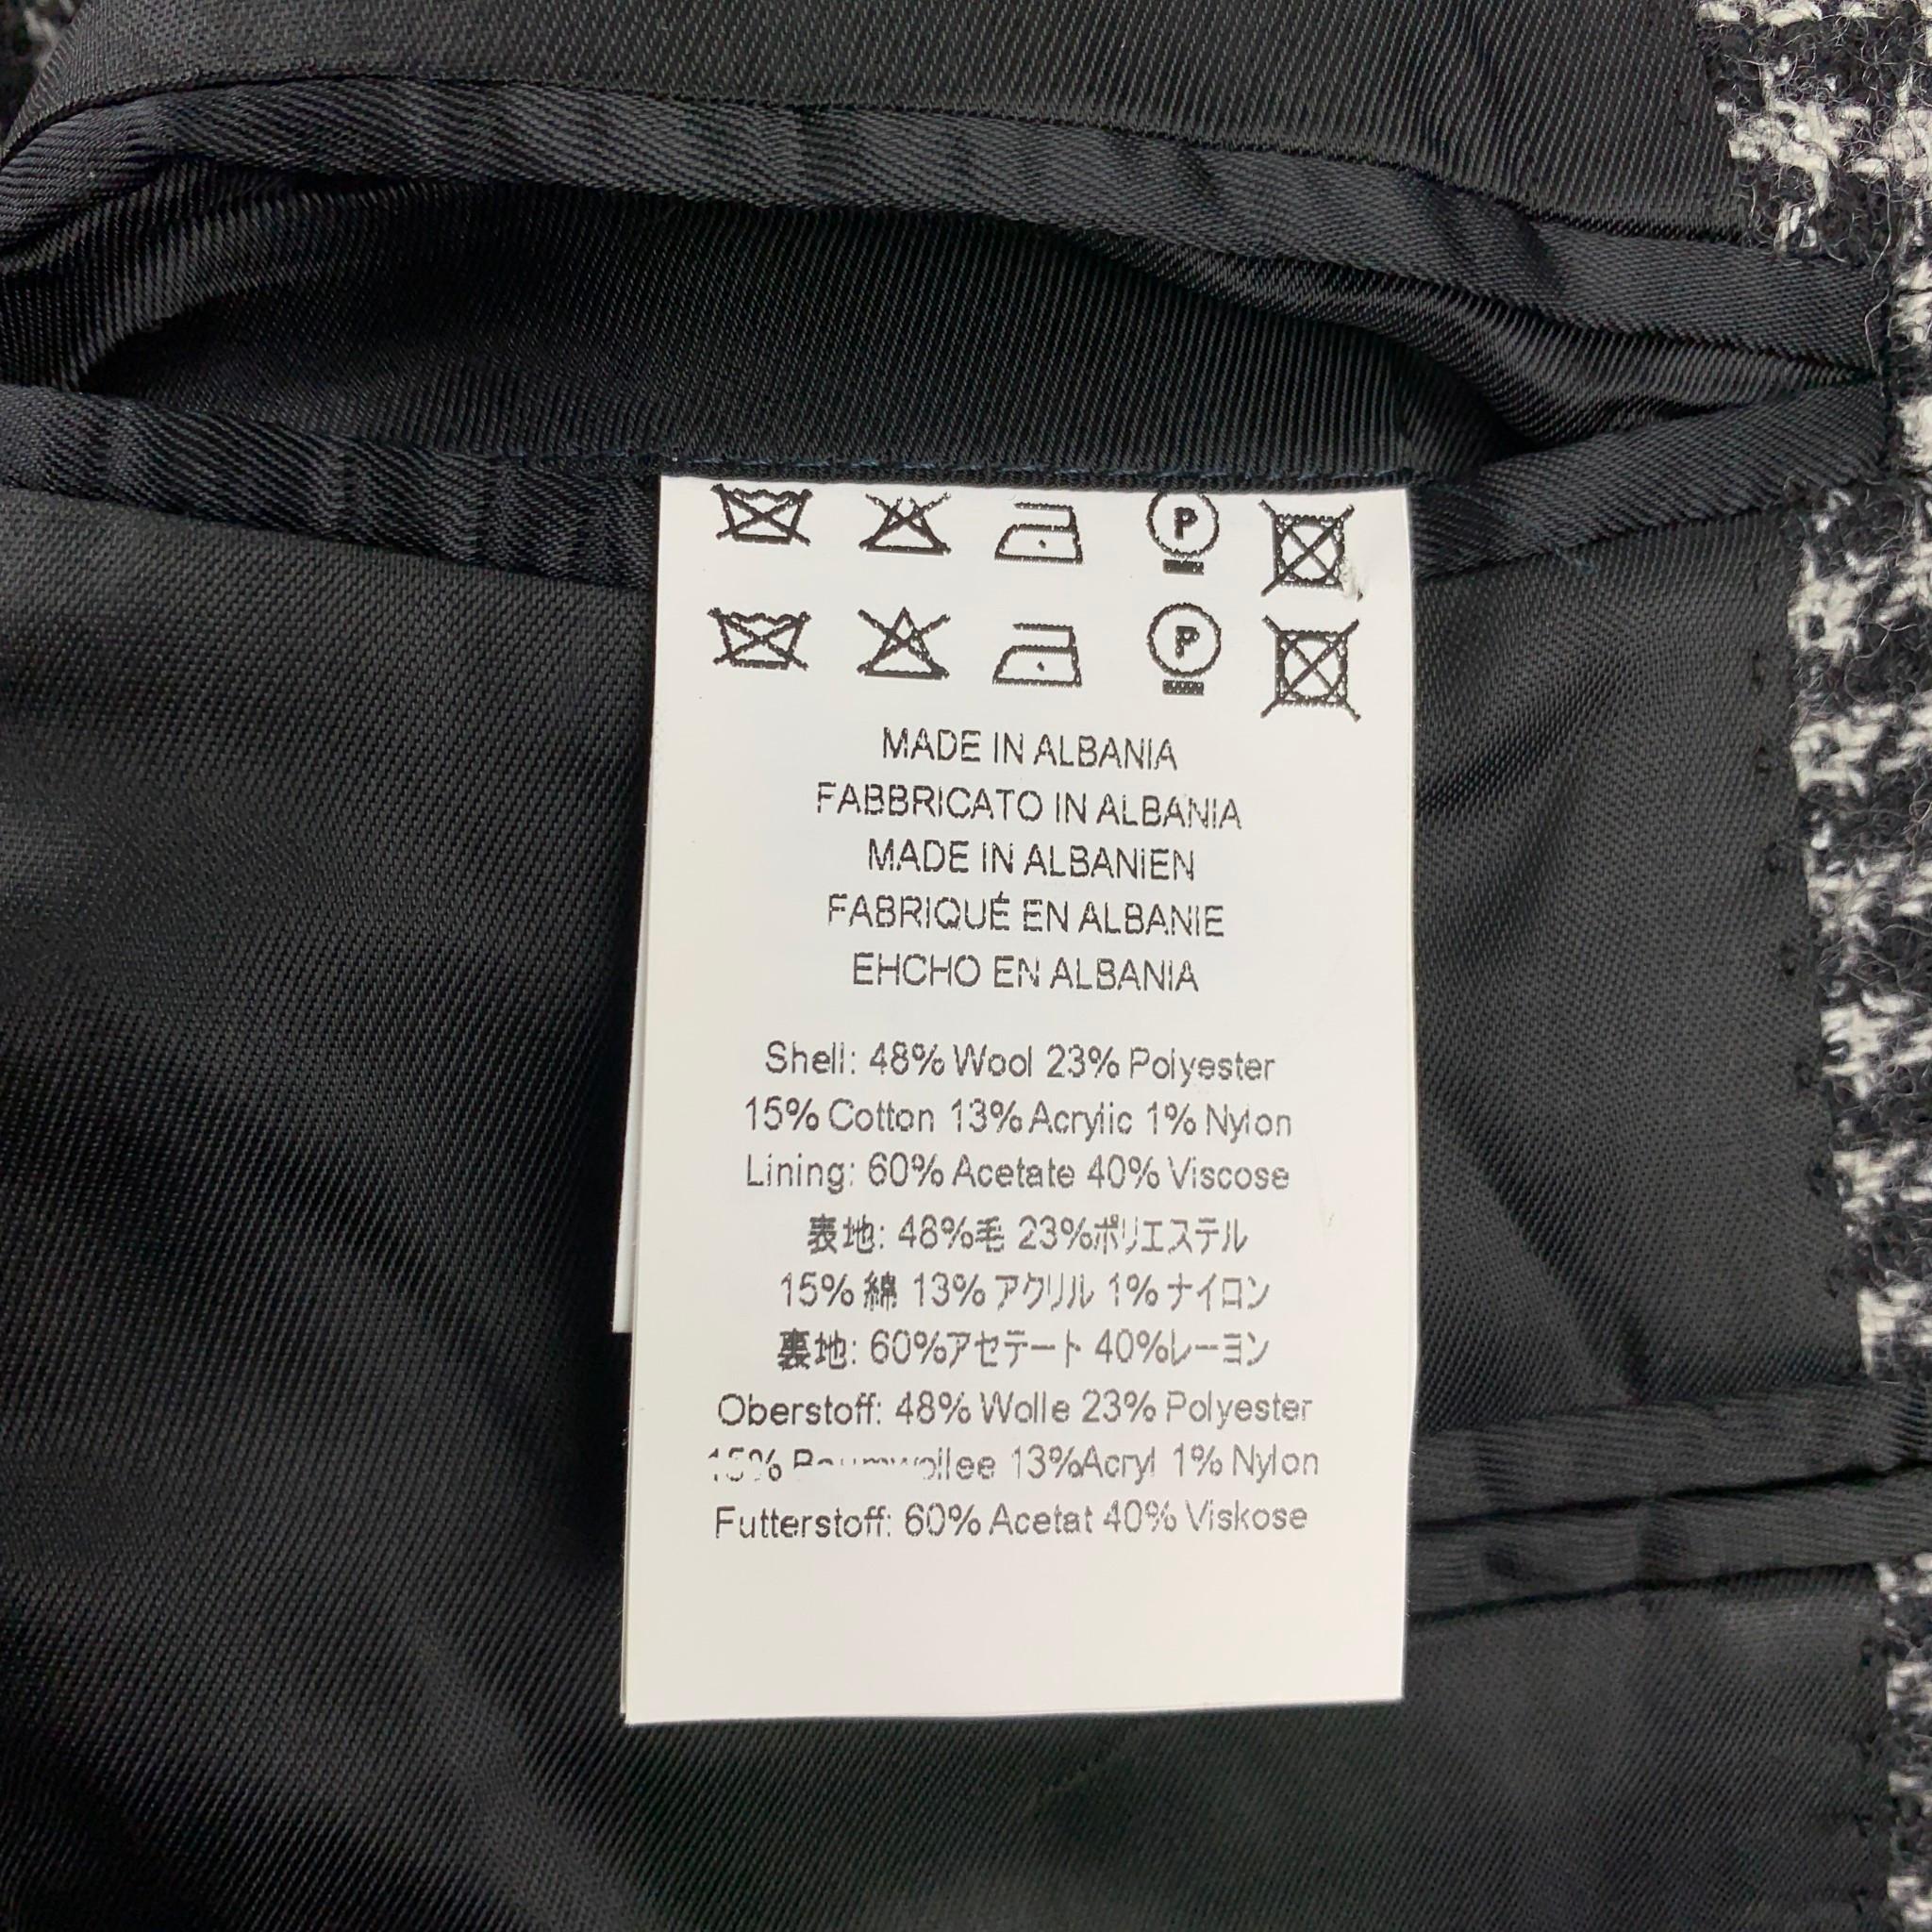 P
P
MADE IN ALBANIA
FABBRICATO IN ALBANIA
MADE IN ALBANIEN
FABRIQUÉ EN ALBANIE
EHCHO EN ALBANIA
Shell: 48% Wool 23% Polyester
15% Cotton 13% Acrylic 1% Nylon
Lining: 60% Acetate 40% Viscose
表地: 48%毛 23%ポリエステル
15% 綿 13% アクリル 1% ナイロン
裏地: 60%アセテート 40%レーヨン
Oberstoff: 48% Wolle 23% Polyester
15% Baumwollee 13%Acryl 1% Nylon
Futterstoff: 60% Acetat 40% Viskose